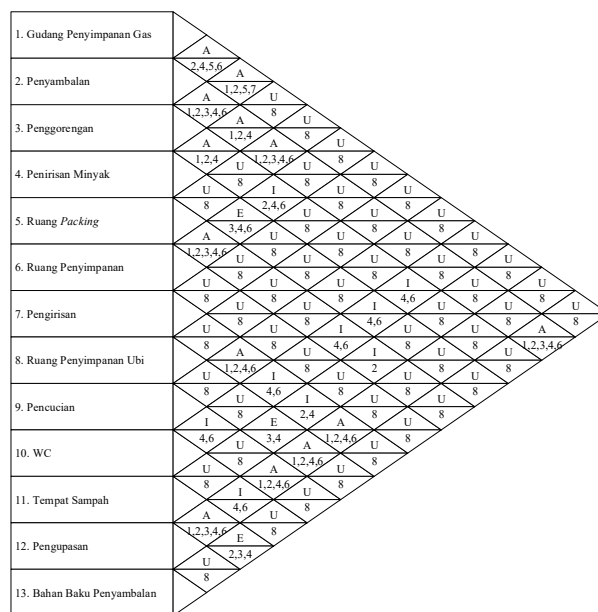 1. Gudang Penyimpanan Gas
A
2,4,5,6
A
2. Penyambalan
1,2,5,7
A U
1,2,3,4,6 8
A U
3. Penggorengan
1,2,4 8
A A U
1,2,4 1,2,3,4,6 8
U U U
4. Penirisan Minyak
8 8 8
U I U U
8 2,4,6 8 8
E U U U
5. Ruang Packing
3,4,6 8 8 8
A U U U U
1,2,3,4,6 8 8 8 8
U U U U U
6. Ruang Penyimpanan
8 8 8 8 8
U U U I U U
8 8 8 4,6 8 8
U U I U U U
7. Pengirisan
8 8 4,6 8 8 8
U U I U U A
8 8 4,6 8 8 1,2,3,4,6
A U I U U
8. Ruang Penyimpanan Ubi
1,2,4,6 8 2 8 8
U I U U U
8 4,6 8 8 8
U I U U
9. Pencucian
8 2,4 8 8
I E A U
4,6 3,4 1,2,4,6 8
U A U
10. WC
8 1,2,4,6 8
U A U
8 1,2,4,6 8
I U
11. Tempat Sampah
4,6 8
A U
1,2,3,4,6 8
E
12. Pengupasan
2,3,4
U
8
13. Bahan Baku Penyambalan